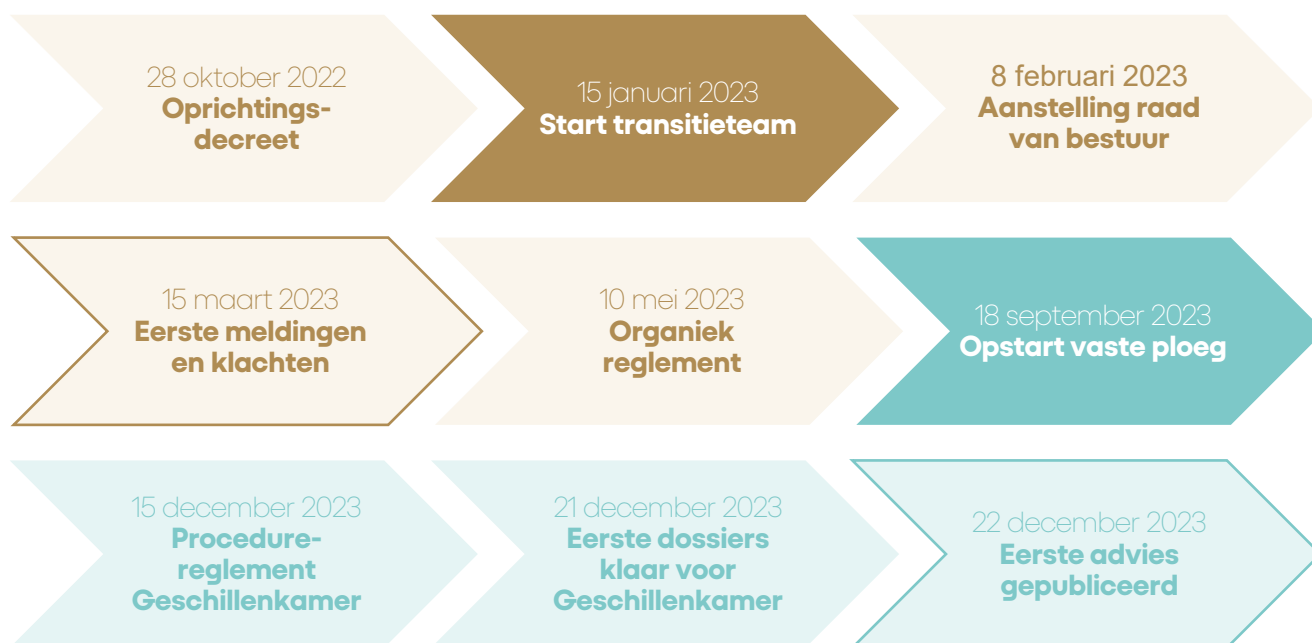 28 oktober 2022
Oprichtings-
decreet
15 januari 2023
Start transitieteam
8 februari 2023
Aanstelling raad
van bestuur
15 maart 2023
Eerste meldingen
en klachten
10 mei 2023
Organiek
reglement
18 september 2023
Opstart vaste ploeg
15 december 2023
Procedure-
reglement
Geschillenkamer
21 december 2023
Eerste dossiers
klaar voor
Geschillenkamer
22 december 2023
Eerste advies
gepubliceerd